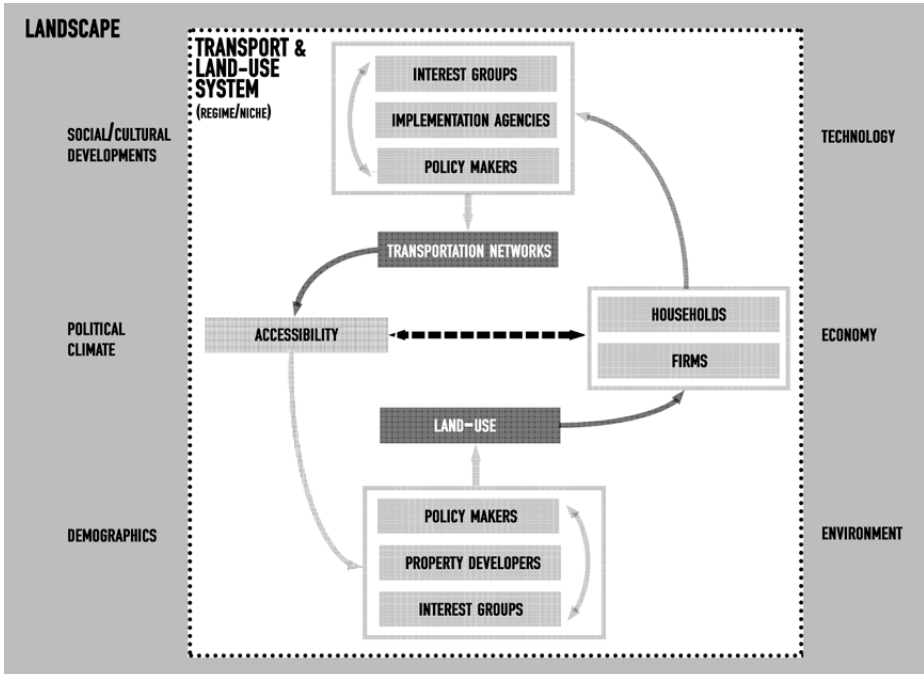 LANDSCAPE
TRANSPORT &
LAND-USE
SYSTEM
(REGIME/NICHE)
INTEREST GROUPS
IMPLEMENTATION AGENCIES
POLICY MAKERS
SOCIAL/CULTURAL
DEVELOPMENTS
TECHNOLOGY
TRANSPORTATION NETWORKS
POLITICAL
CLIMATE
ACCESSIBILITY
HOUSEHOLDS
FIRMS
ECONOMY
LAND-USE
POLICY MAKERS
PROPERTY DEVELOPERS
INTEREST GROUPS
DEMOGRAPHICS
ENVIRONMENT